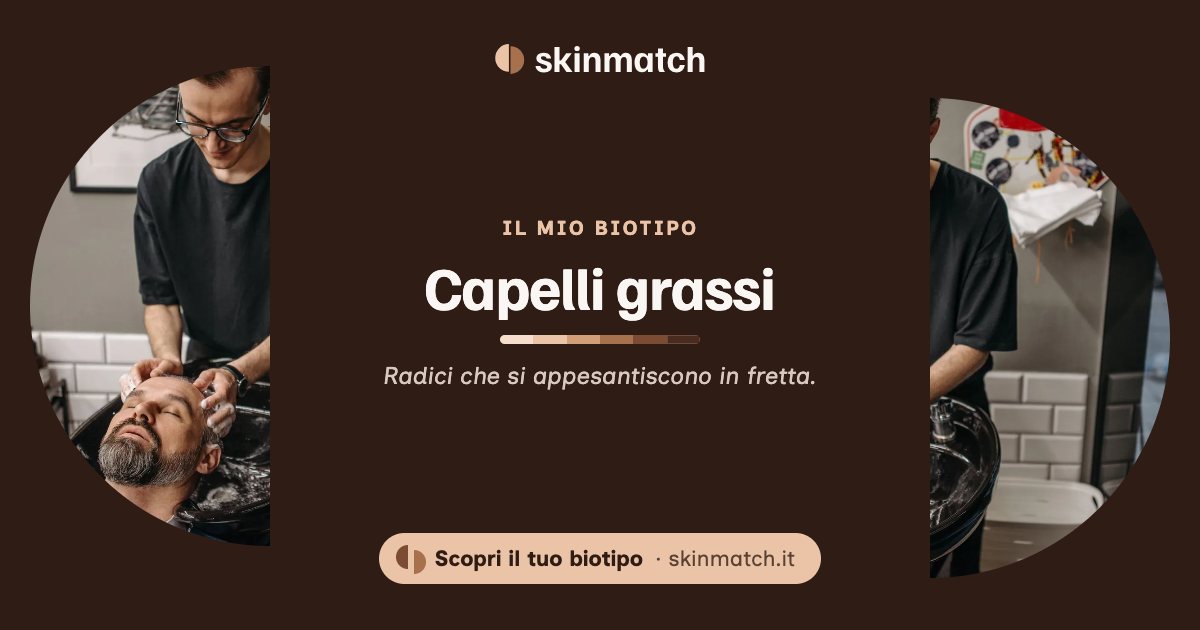 skinmatch
IL MIO BIOTIPO
Capelli grassi
Radici che si appesantiscono in fretta.
Scopri il tuo biotipo · skinmatch.it